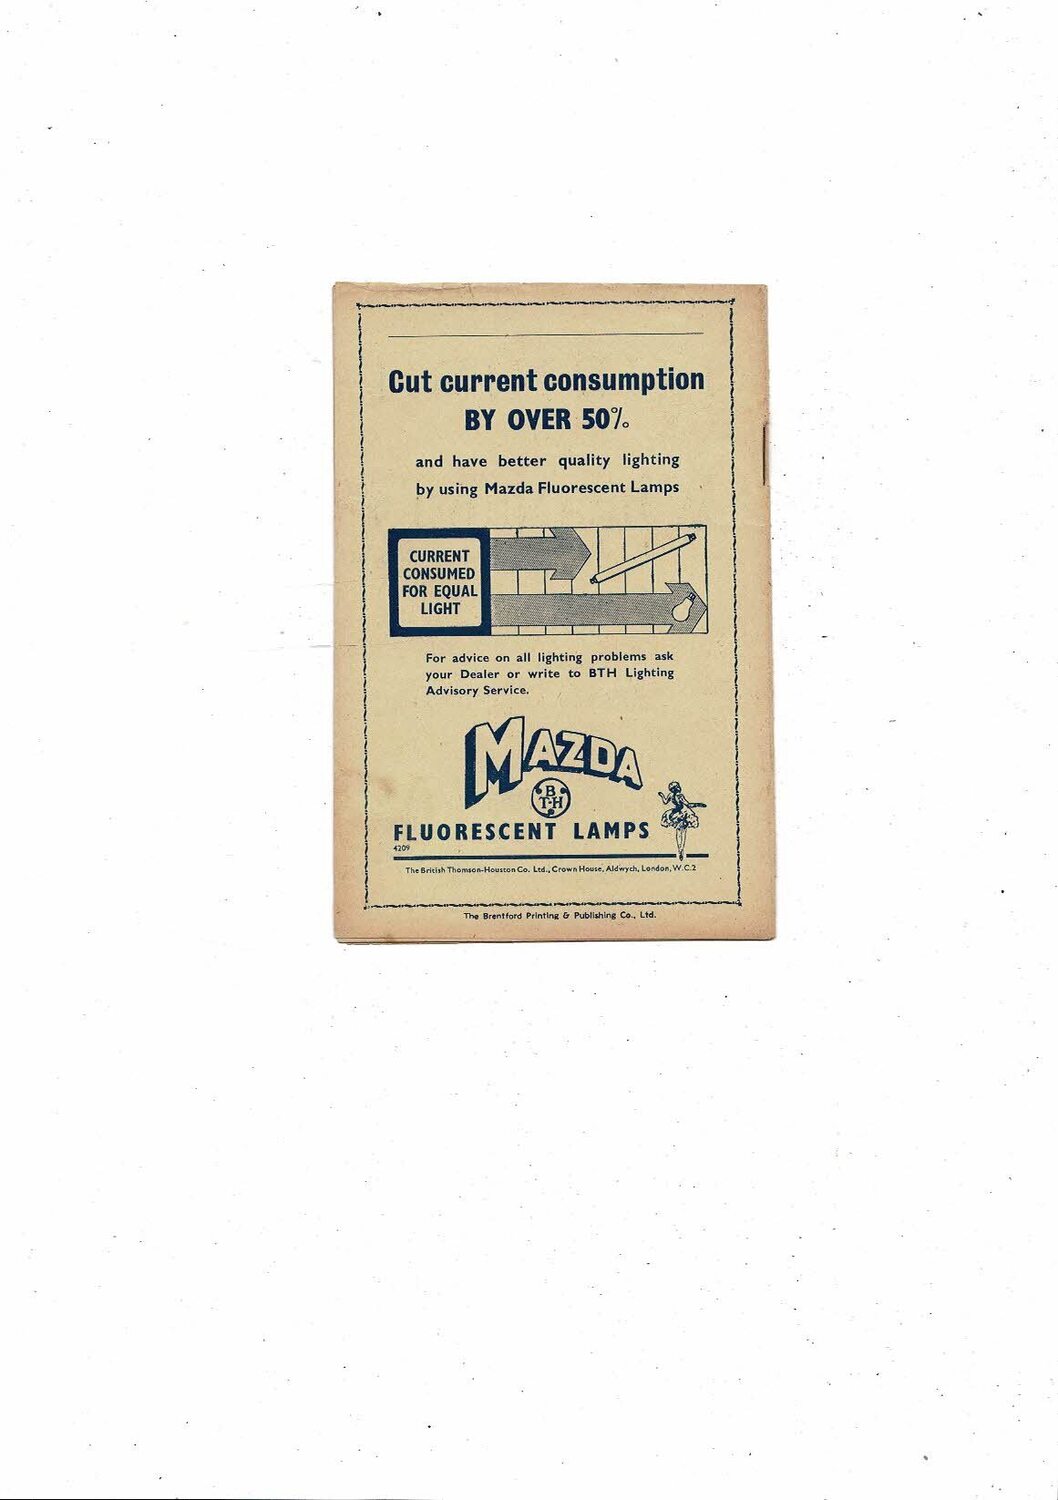 Cut current consumption
BY OVER 50%
and have better quality lighting
by using Mazda Fluorescent Lamps
CURRENT
CONSUMED
FOR EQUAL
LIGHT
For advice on all lighting problems ask
your Dealer or write to BTH Lighting
Advisory Service.
MAZDA
B
T-H
FLUORESCENT LAMPS
4209
The British Thomson-Houston Co. Ltd., Crown House, Aldwych, London, W.C.2
The Brentford Printing & Publishing Co., Ltd.